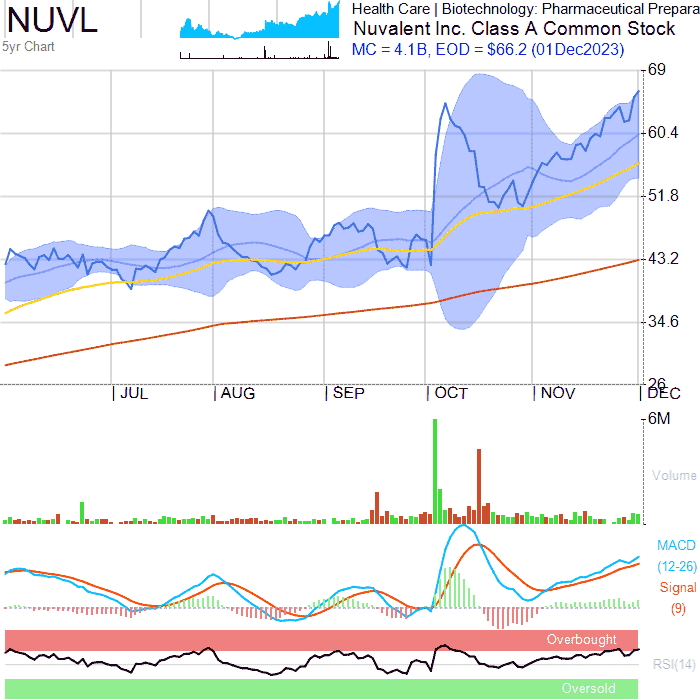 NUVL
5yr Chart
Health Care | Biotechnology: Pharmaceutical Prepara
Nuvalent Inc. Class A Common Stock
MC = 4.1B, EOD = $66.2 (01Dec2023)
69
60.4
51.8
43.2
34.6
26
JUL AUG SEP OCT NOV DEC
6M
Volume
MACD
(12-26)
Signal
(9)
Overbought
RSI(14)
Oversold